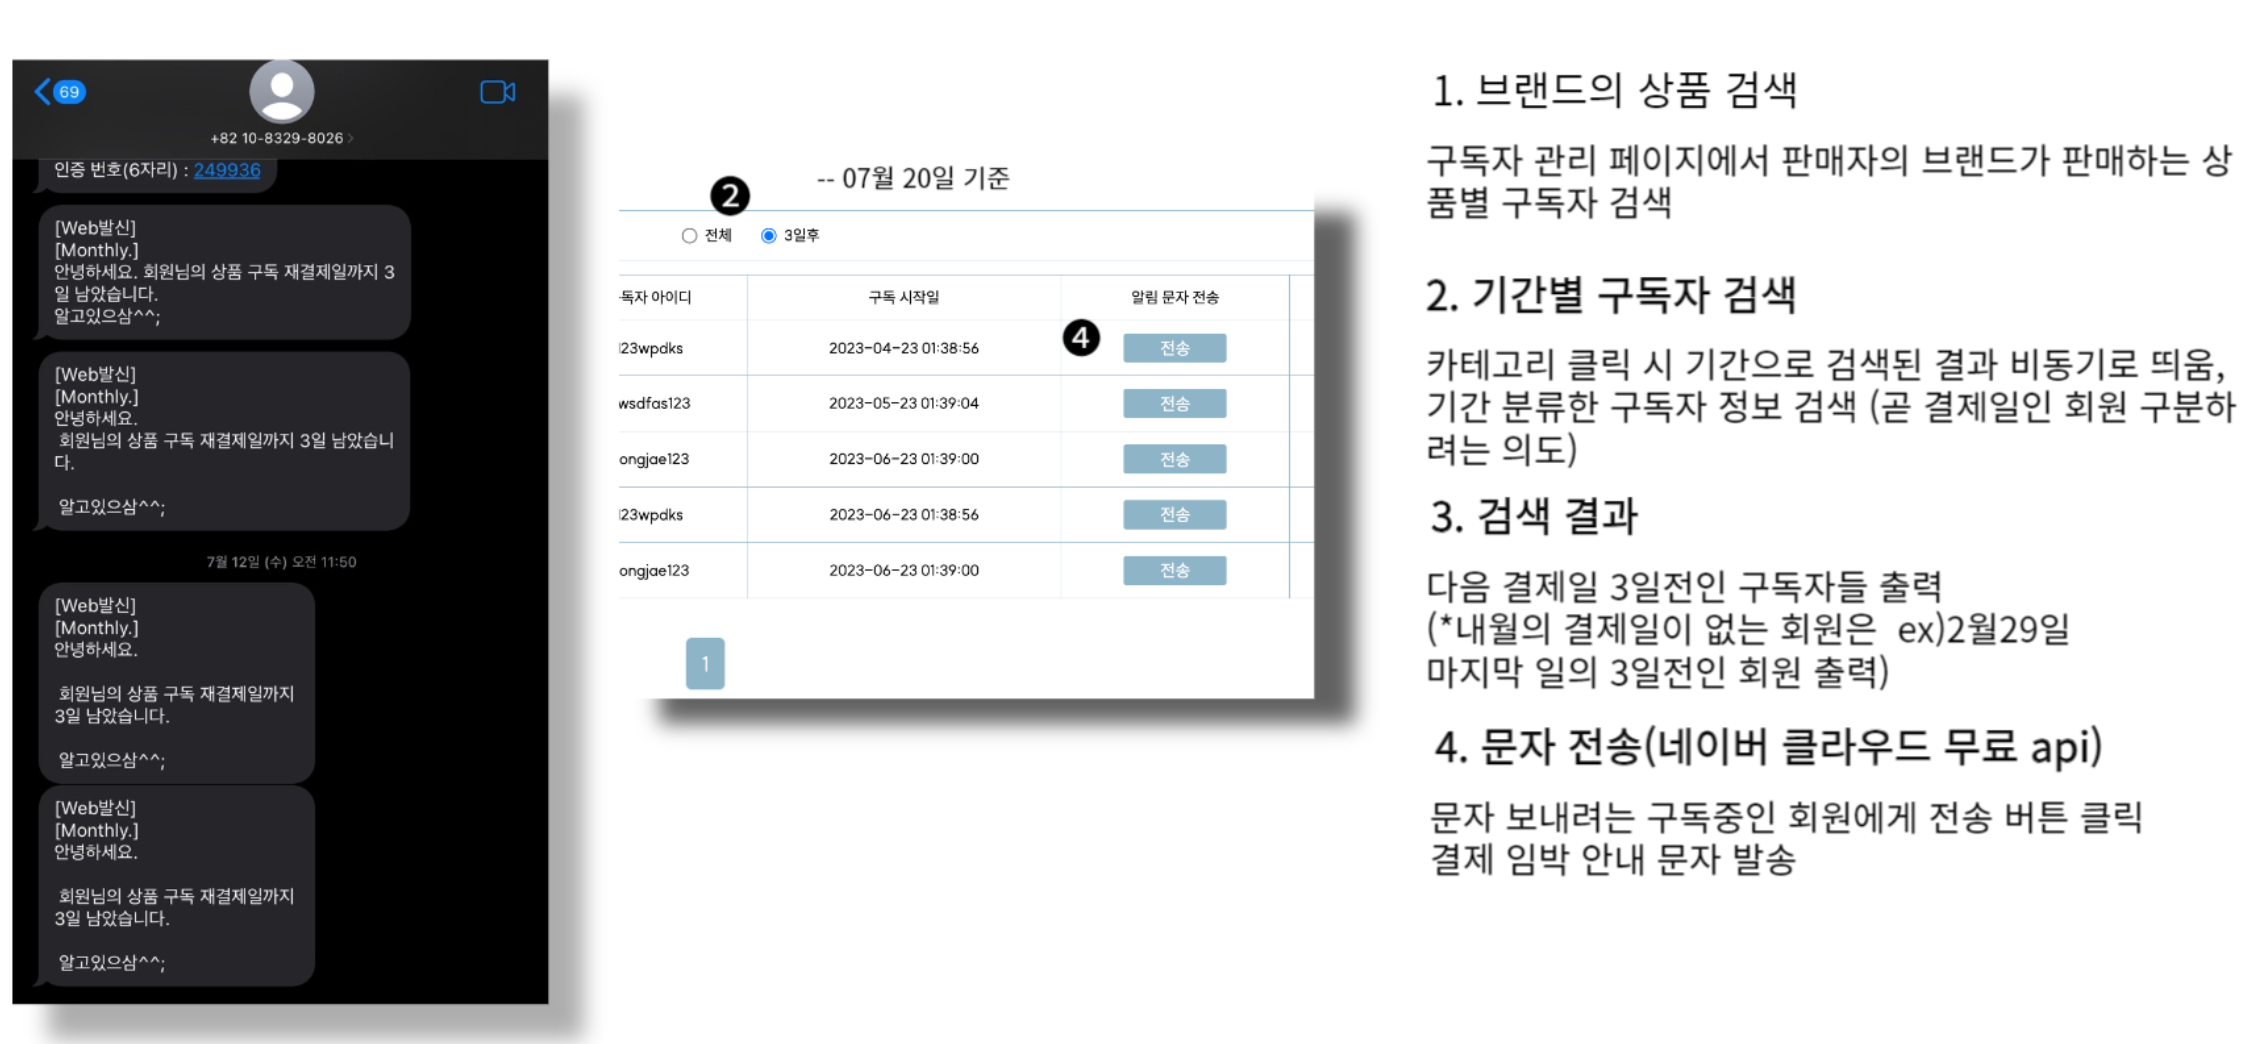 69
+82 10-8329-8026
인증 번호(6자리) : 249936
[Web발신]
[Monthly.]
안녕하세요. 회원님의 상품 구독 재결제일까지 3
일 남았습니다.
알고있으삼^^;
[Web발신]
[Monthly.]
안녕하세요.
회원님의 상품 구독 재결제일까지 3일 남았습니
다.
알고있으삼^^;
7월 12일 (수) 오전 11:50
[Web발신]
[Monthly.]
안녕하세요.
회원님의 상품 구독 재결제일까지
3일 남았습니다.
알고있으삼^^;
[Web발신]
[Monthly.]
안녕하세요.
회원님의 상품 구독 재결제일까지
3일 남았습니다.
알고있으삼^^;
-- 07월 20일 기준
2
전체 3일후
독자 아이디 구독 시작일 알림 문자 전송
4
123wpdks 2023-04-23 01:38:56 전송
wsdfas123 2023-05-23 01:39:04 전송
ongjae123 2023-06-23 01:39:00 전송
123wpdks 2023-06-23 01:38:56 전송
ongjae123 2023-06-23 01:39:00 전송
1
1. 브랜드의 상품 검색
구독자 관리 페이지에서 판매자의 브랜드가 판매하는 상
품별 구독자 검색
2. 기간별 구독자 검색
카테고리 클릭 시 기간으로 검색된 결과 비동기로 띄움,
기간 분류한 구독자 정보 검색 (곧 결제일인 회원 구분하
려는 의도)
3. 검색 결과
다음 결제일 3일전인 구독자들 출력
(*내월의 결제일이 없는 회원은 ex)2월29일
마지막 일의 3일전인 회원 출력)
4. 문자 전송(네이버 클라우드 무료 api)
문자 보내려는 구독중인 회원에게 전송 버튼 클릭
결제 임박 안내 문자 발송